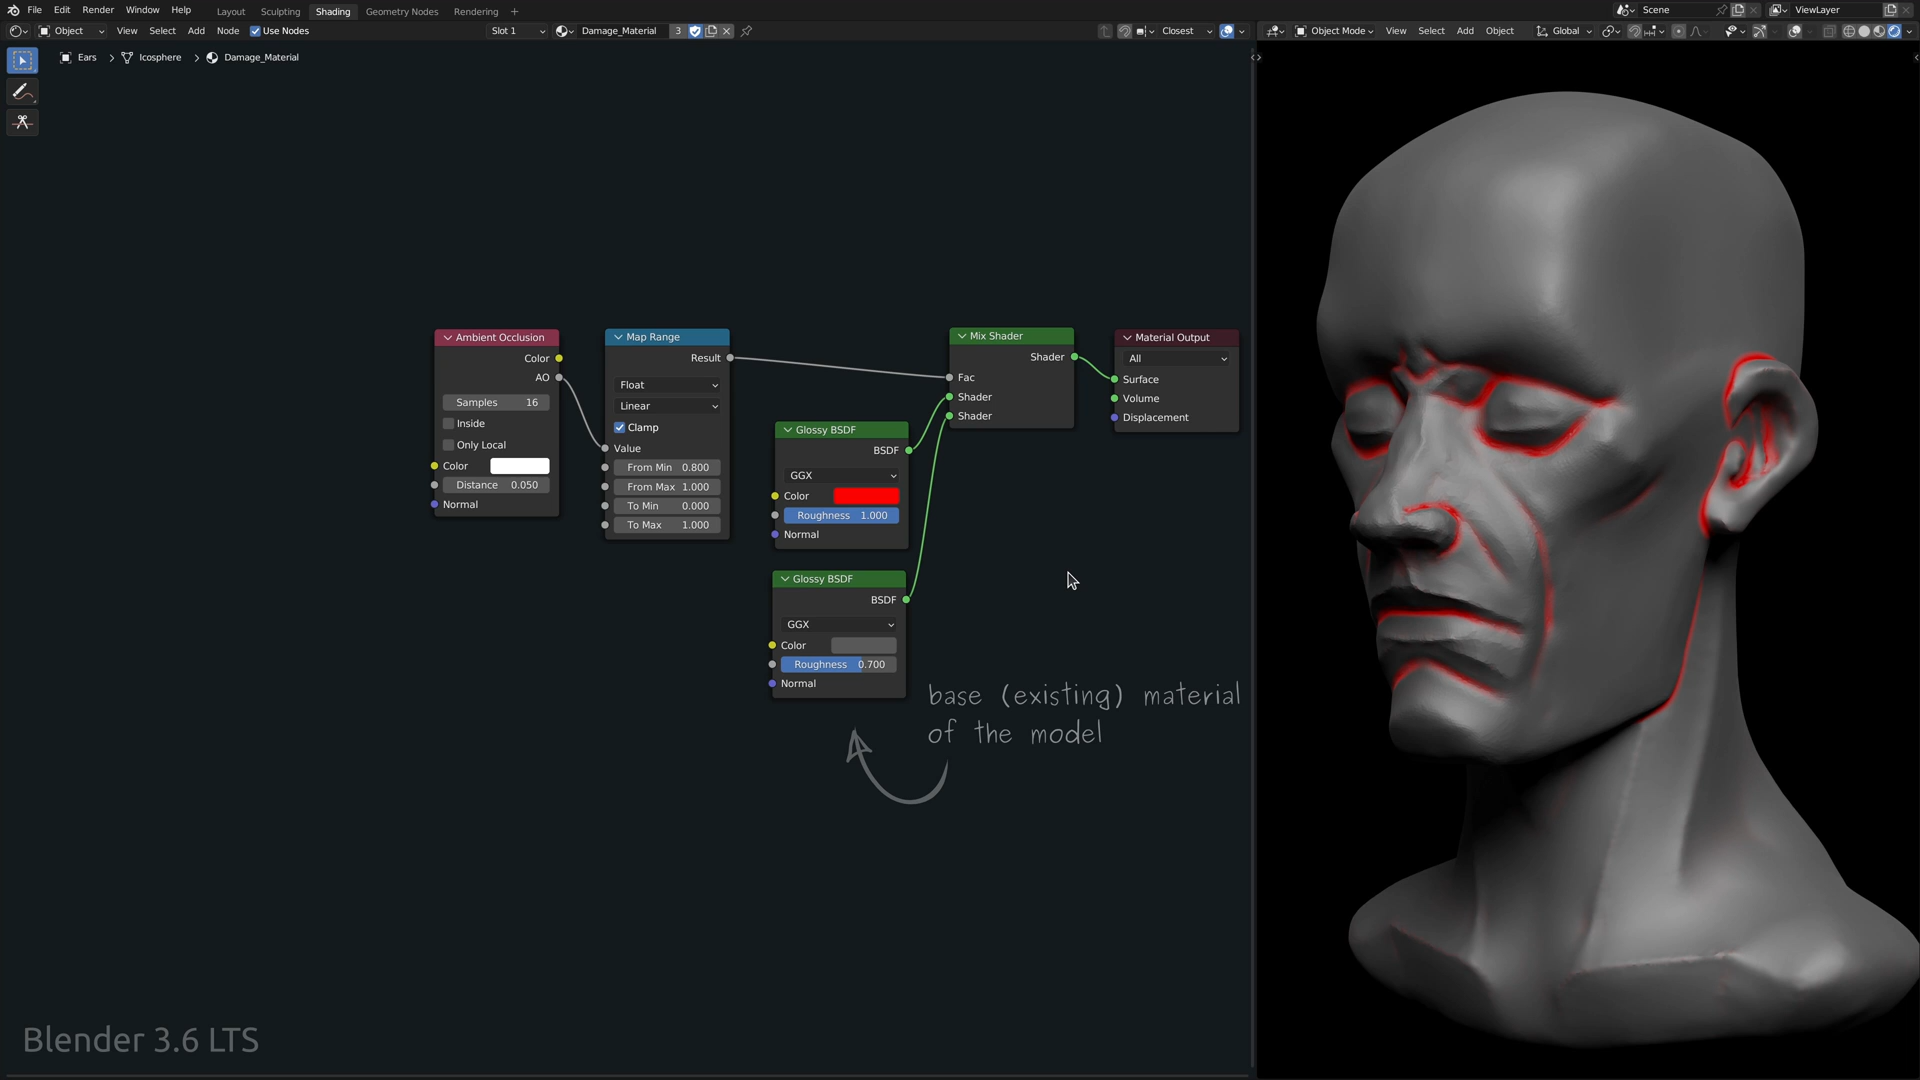 File Edit Render Window Help Layout Sculpting Shading Geometry Nodes Rendering + Scene ViewLayer
Object View Select Add Node Use Nodes Slot 1 Damage_Material 3 Closest Object Mode View Select Add Object Global
Ears > Icosphere > Damage_Material
Ambient Occlusion
Color
AO
Samples 16
Inside
Only Local
Color
Distance 0.050
Normal
Map Range
Result
Float
Linear
Clamp
Value
From Min 0.800
From Max 1.000
To Min 0.000
To Max 1.000
Glossy BSDF
BSDF
GGX
Color
Roughness 1.000
Normal
Glossy BSDF
BSDF
GGX
Color
Roughness 0.700
Normal
Mix Shader
Shader
Fac
Shader
Shader
Material Output
All
Surface
Volume
Displacement
base (existing) material
of the model
Blender 3.6 LTS